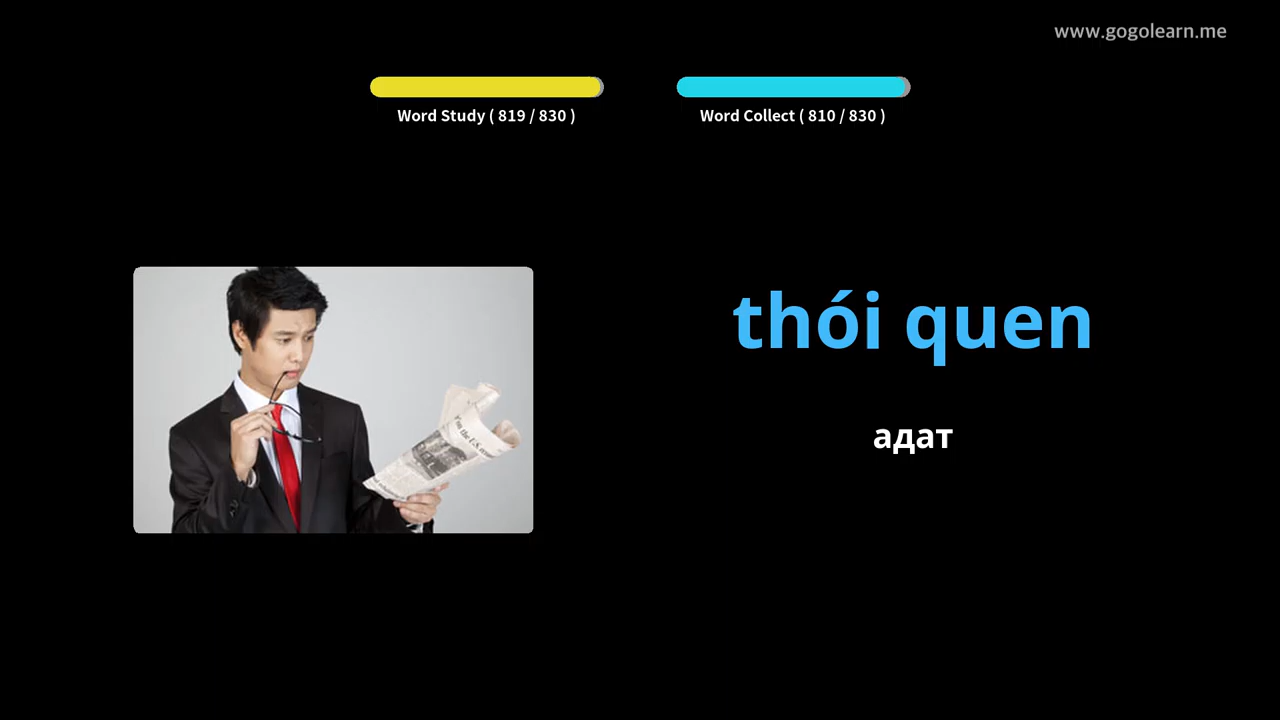 www.gogolearn.me
Word Study ( 819 / 830 )
Word Collect ( 810 / 830 )
thói quen
адат